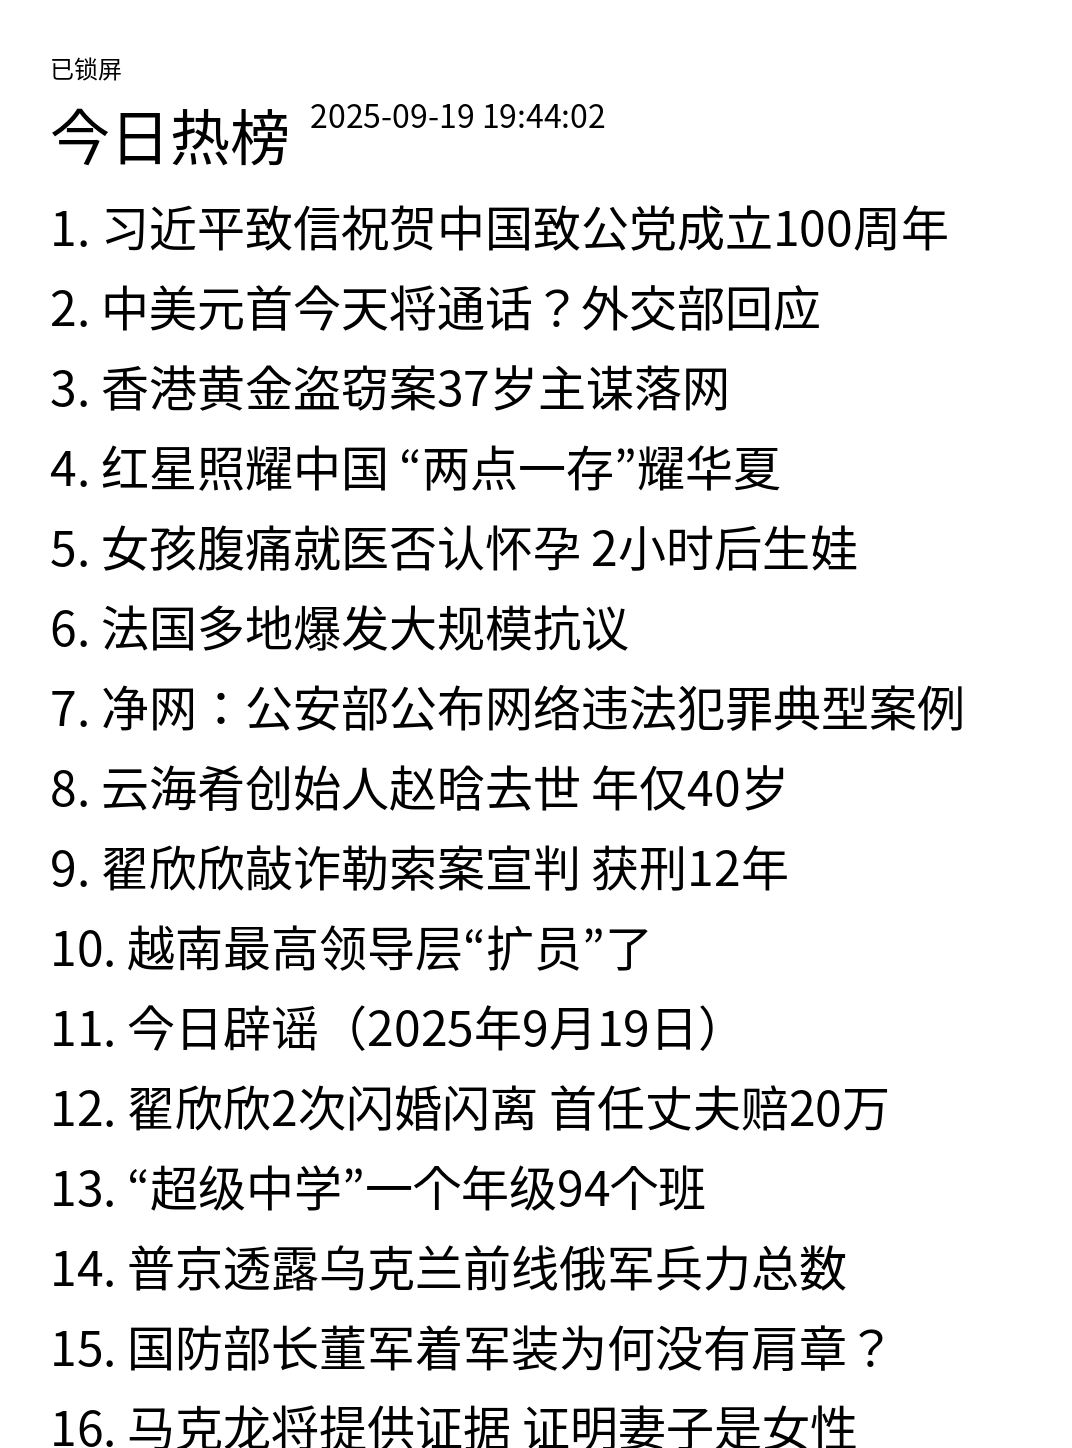 已锁屏
今日热榜 2025-09-19 19:44:02
1. 习近平致信祝贺中国致公党成立100周年
2. 中美元首今天将通话？外交部回应
3. 香港黄金盗窃案37岁主谋落网
4. 红星照耀中国 “两点一存”耀华夏
5. 女孩腹痛就医否认怀孕 2小时后生娃
6. 法国多地爆发大规模抗议
7. 净网：公安部公布网络违法犯罪典型案例
8. 云海肴创始人赵晗去世 年仅40岁
9. 翟欣欣敲诈勒索案宣判 获刑12年
10. 越南最高领导层“扩员”了
11. 今日辟谣（2025年9月19日）
12. 翟欣欣2次闪婚闪离 首任丈夫赔20万
13. “超级中学”一个年级94个班
14. 普京透露乌克兰前线俄军兵力总数
15. 国防部长董军着军装为何没有肩章？
16. 马克龙将提供证据 证明妻子是女性